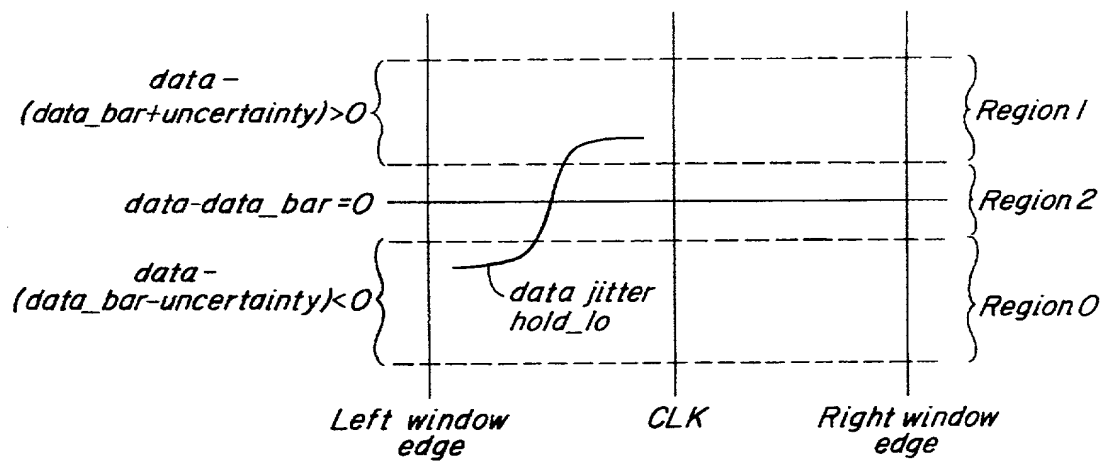 data-
(data_bar+uncertainty)>0
Region 1
data-data_bar=0
Region 2
data-
(data_bar-uncertainty)<0
data jitter
hold_lo
Region 0
Left window
edge
CLK
Right window
edge